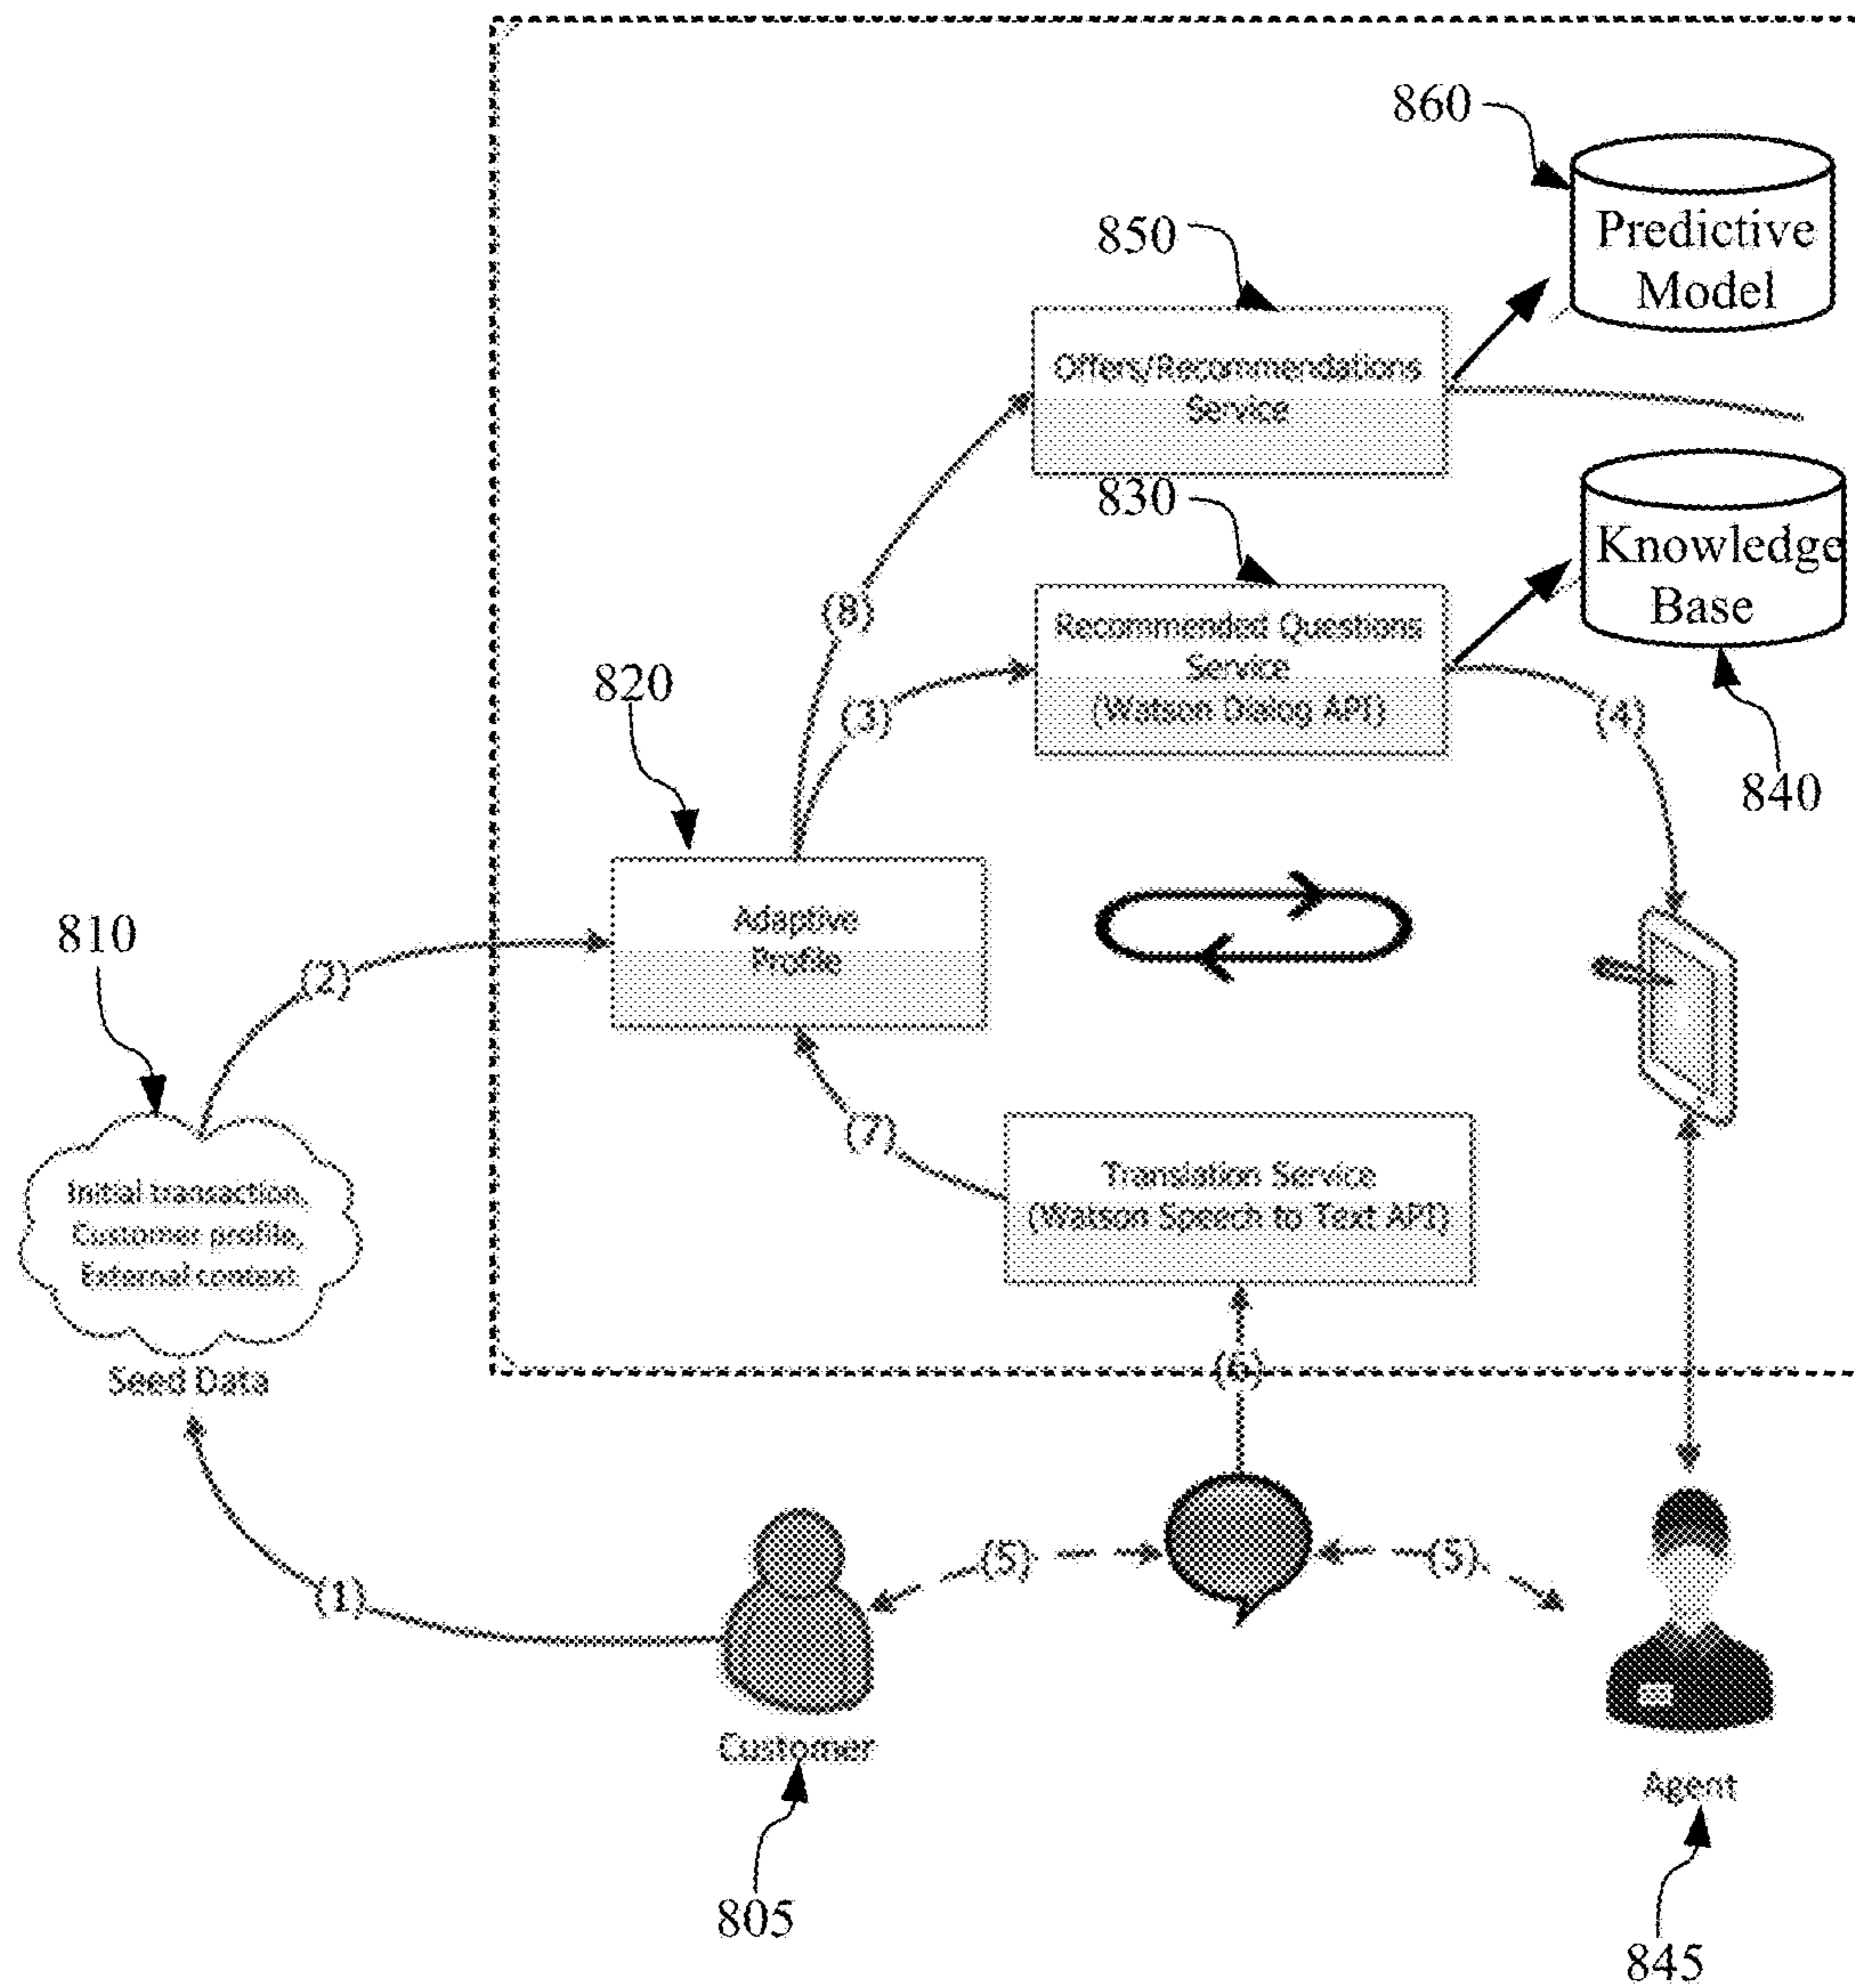 860
Predictive
Model
850
Offers/Recommendations
Service
830
Knowledge
Base
Recommended Questions
Service
(Watson Dialog API)
(8)
(3)
(4)
820
840
Adaptive
Profile
810
(2)
(7)
Initial transaction,
Customer profile,
External context
Translation Service
(Watson Speech to Text API)
Seed Data
(6)
(5)
(5)
(1)
Customer
Agent
805
845